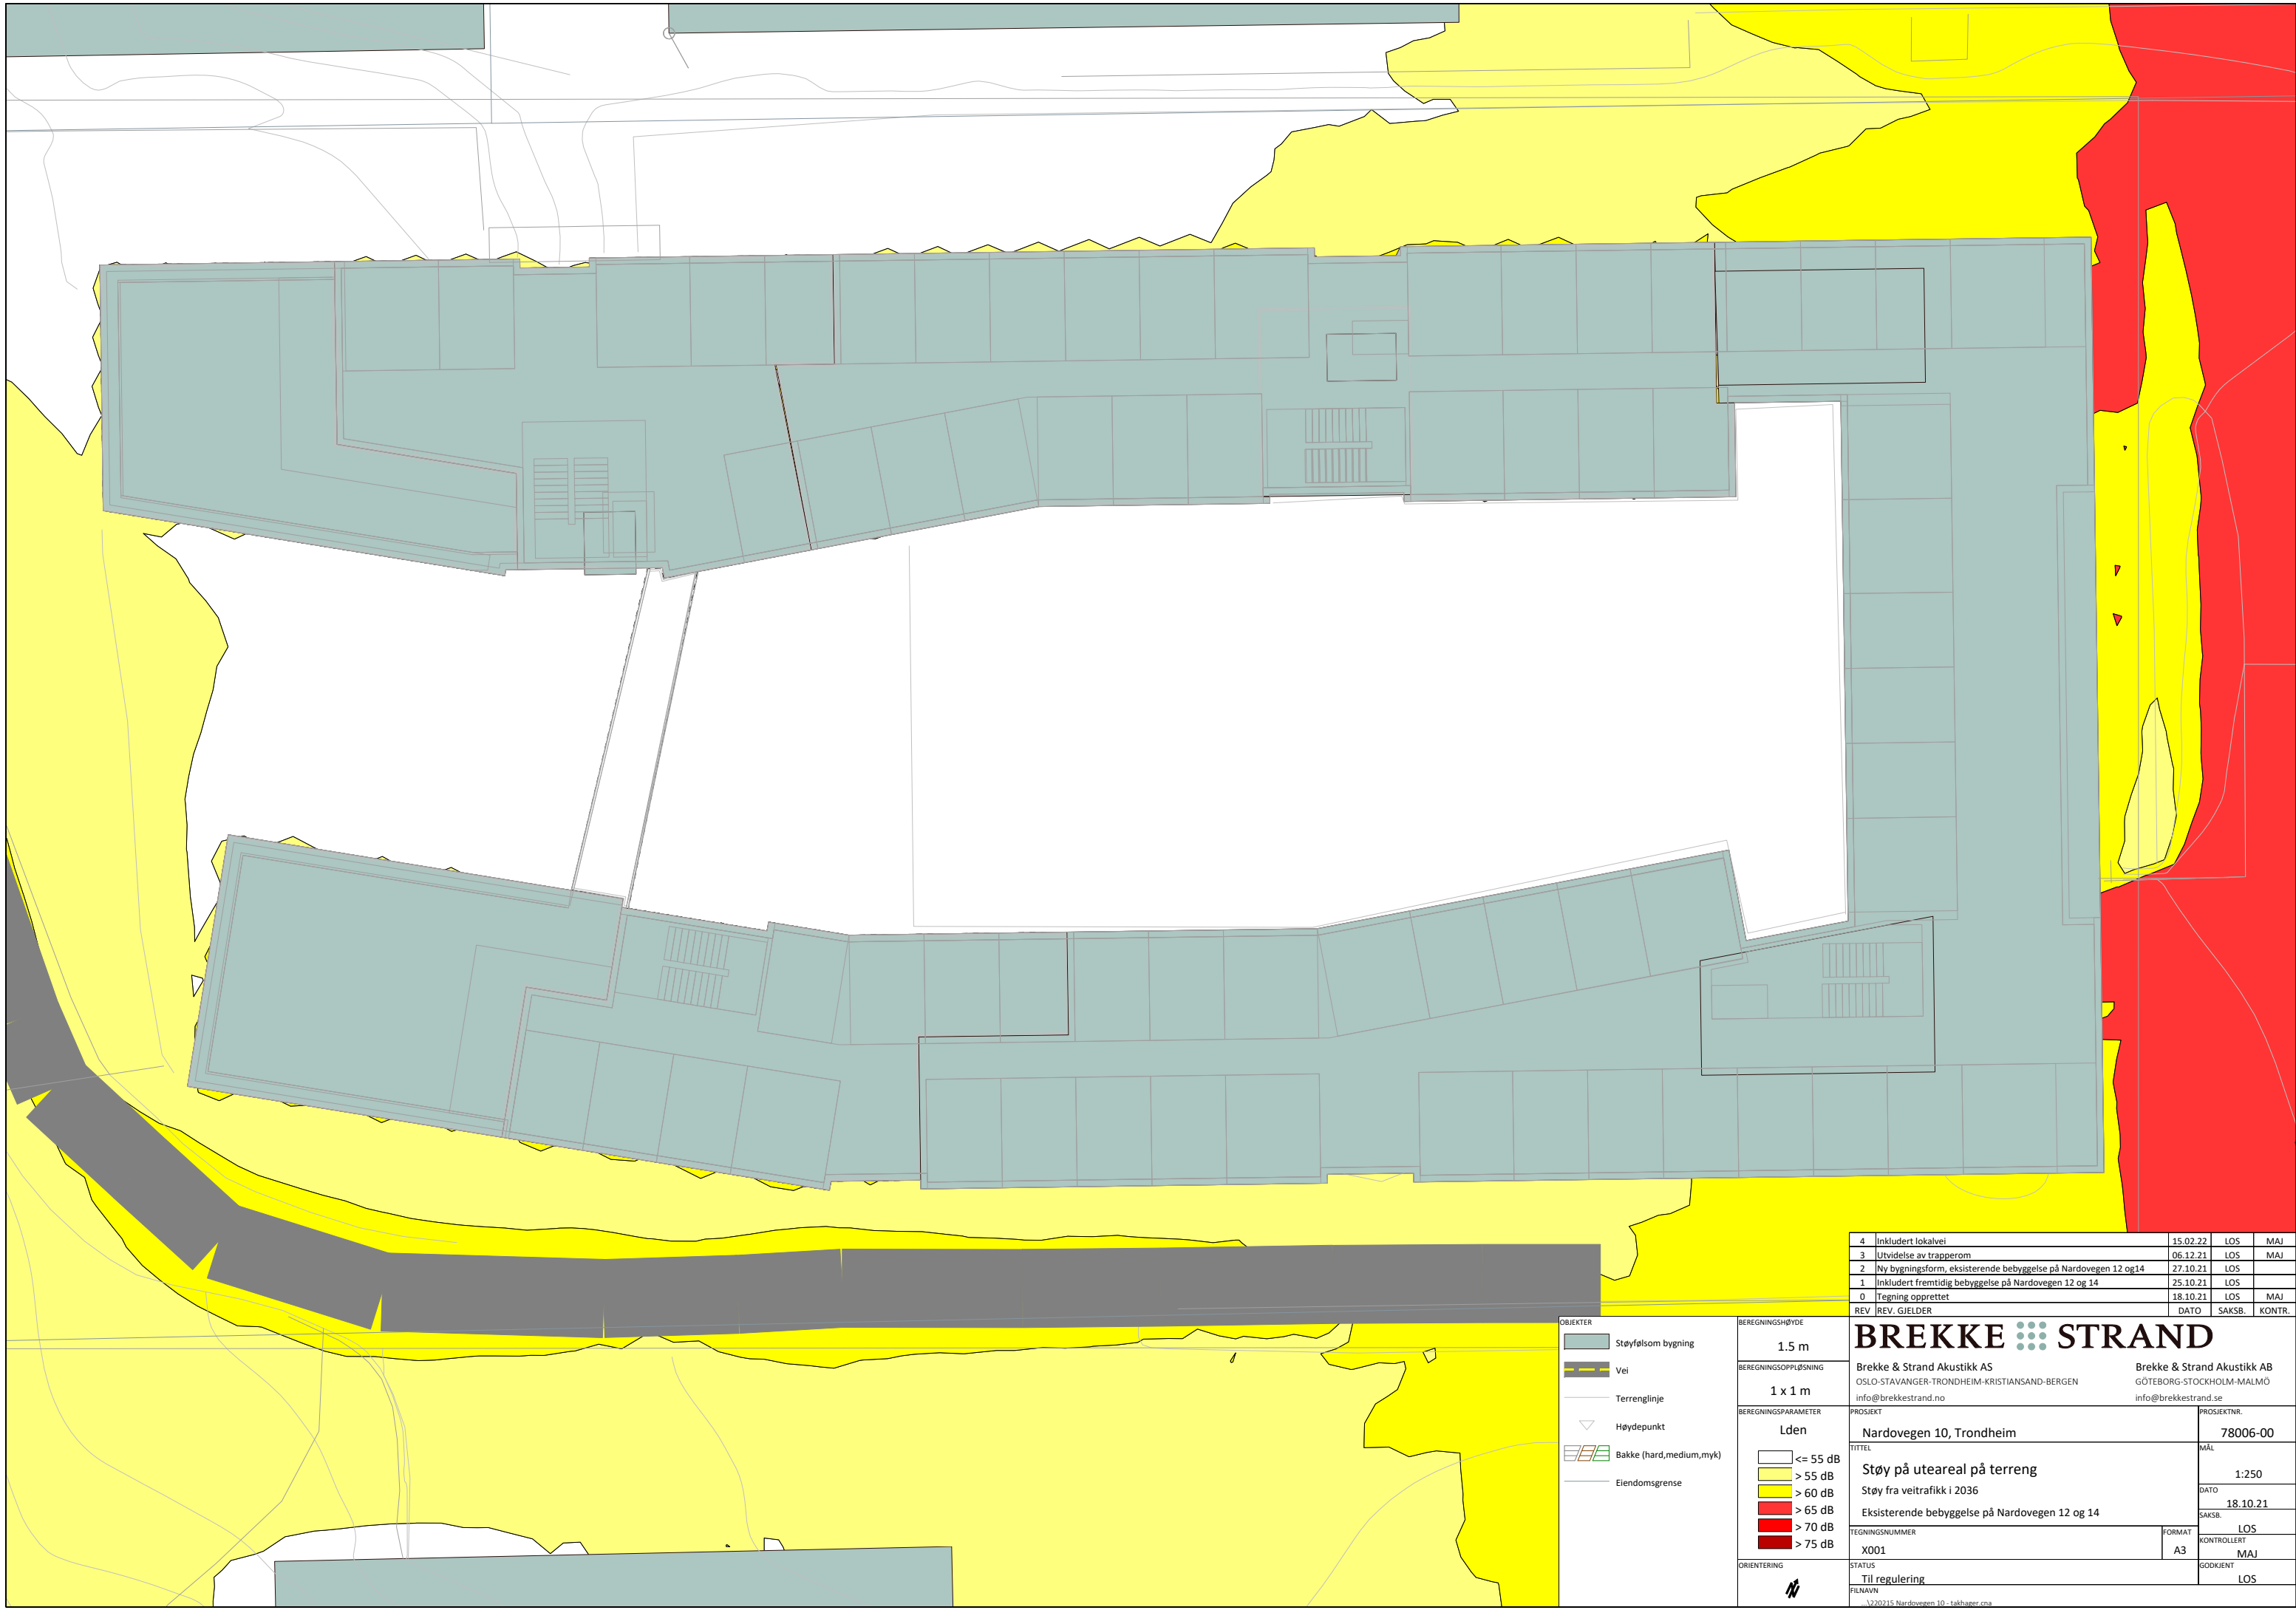 4 Inkludert lokalvei 15.02.22 LOS MAJ
3 Utvidelse av trapperom 06.12.21 LOS MAJ
2 Ny bygningsform, eksisterende bebyggelse på Nardovegen 12 og14 27.10.21 LOS
1 Inkludert fremtidig bebyggelse på Nardovegen 12 og 14 25.10.21 LOS
0 Tegning opprettet 18.10.21 LOS MAJ
REV REV. GJELDER DATO SAKSB. KONTR.
OBJEKTER
Støyfølsom bygning
Vei
Terrenglinje
Høydepunkt
Bakke (hard,medium,myk)
Eiendomsgrense
BEREGNINGSHØYDE
1.5 m
BEREGNINGSOPPLØSNING
1 x 1 m
BEREGNINGSPARAMETER
Lden
<= 55 dB
> 55 dB
> 60 dB
> 65 dB
> 70 dB
> 75 dB
ORIENTERING
BREKKE STRAND
Brekke & Strand Akustikk AS
OSLO-STAVANGER-TRONDHEIM-KRISTIANSAND-BERGEN
info@brekkestrand.no
Brekke & Strand Akustikk AB
GÖTEBORG-STOCKHOLM-MALMÖ
info@brekkestrand.se
PROSJEKT
Nardovegen 10, Trondheim
PROSJEKTNR.
78006-00
TITTEL
Støy på uteareal på terreng
Støy fra veitrafikk i 2036
Eksisterende bebyggelse på Nardovegen 12 og 14
MÅL
1:250
DATO
18.10.21
SAKSB.
LOS
TEGNINGSNUMMER
X001
FORMAT
A3
KONTROLLERT
MAJ
STATUS
Til regulering
GODKJENT
LOS
FILNAVN
...\220215 Nardovegen 10 - takhager.cna